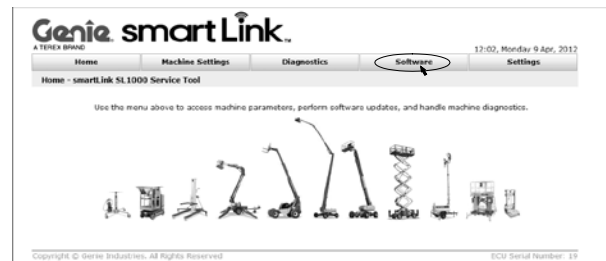 Genie smart Link™
A TEREX BRAND
12:02, Monday 9 Apr, 2012
Home Machine Settings Diagnostics Software Settings
Home - smartLink SL1000 Service Tool
Use the menu above to access machine parameters, perform software updates, and handle machine diagnostics.
Copyright © Genie Industries. All Rights Reserved ECU Serial Number: 19